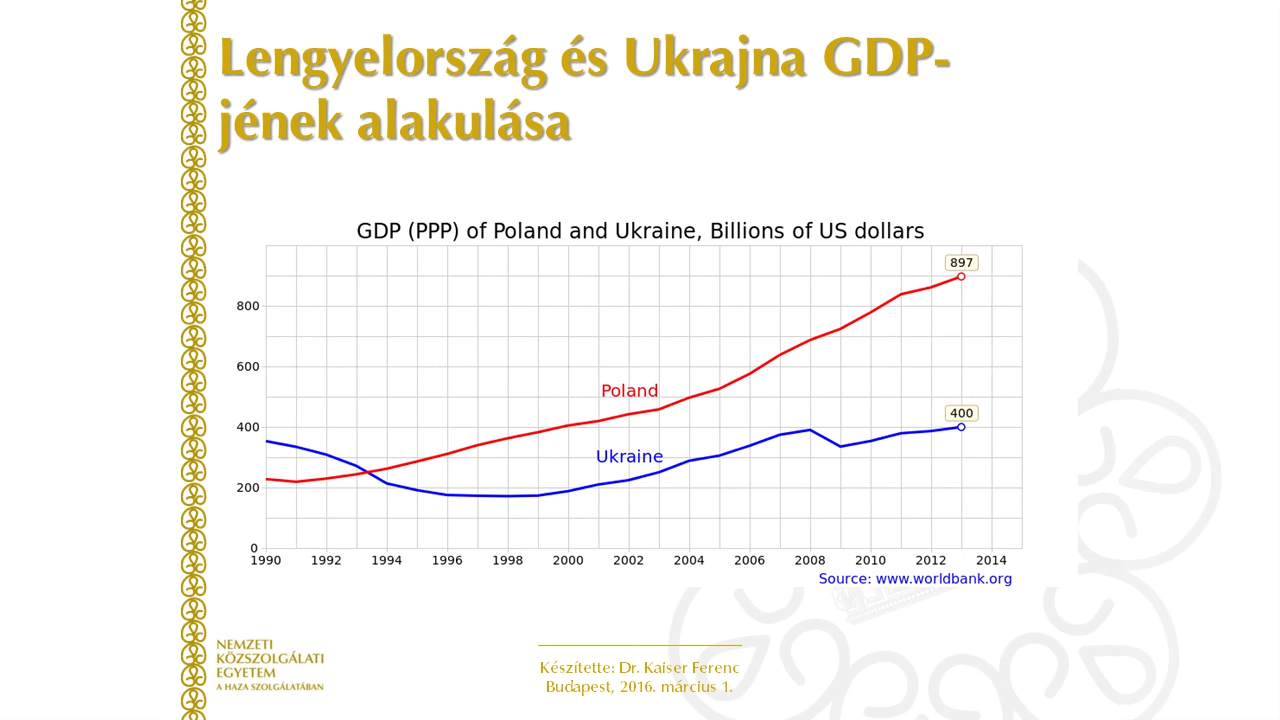 Lengyelország és Ukrajna GDP-
jének alakulása
GDP (PPP) of Poland and Ukraine, Billions of US dollars
897
800
600
Poland
400
400
Ukraine
200
0
1990 1992 1994 1996 1998 2000 2002 2004 2006 2008 2010 2012 2014
Source: www.worldbank.org
NEMZETI
KÖZSZOLGÁLATI
EGYETEM
A HAZA SZOLGÁLATÁBAN
Készítette: Dr. Kaiser Ferenc
Budapest, 2016. március 1.